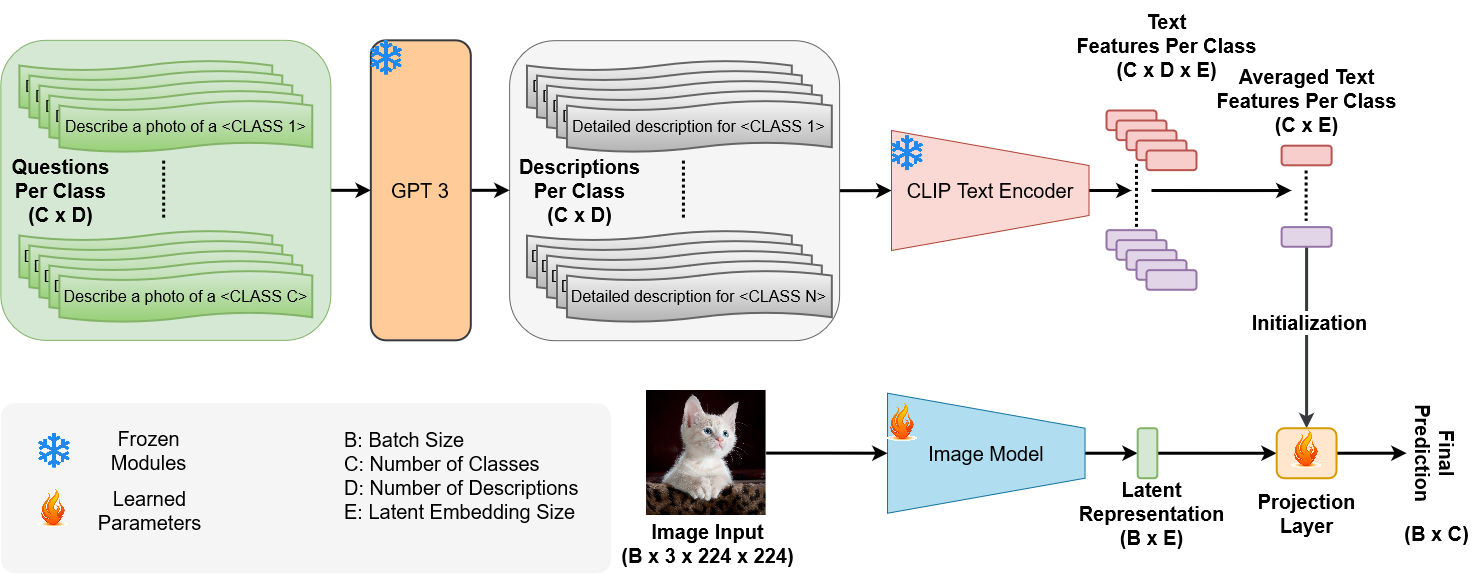 Describe a photo of a <CLASS 1>
Questions
Per Class
(C x D)
Describe a photo of a <CLASS C>
GPT 3
Detailed description for <CLASS 1>
Descriptions
Per Class
(C x D)
Detailed description for <CLASS N>
CLIP Text Encoder
Text
Features Per Class
(C x D x E)
Averaged Text
Features Per Class
(C x E)
Initialization
Frozen
Modules
Learned
Parameters
B: Batch Size
C: Number of Classes
D: Number of Descriptions
E: Latent Embedding Size
Image Input
(B x 3 x 224 x 224)
Image Model
Latent
Representation
(B x E)
Projection
Layer
Final
Prediction
(B x C)